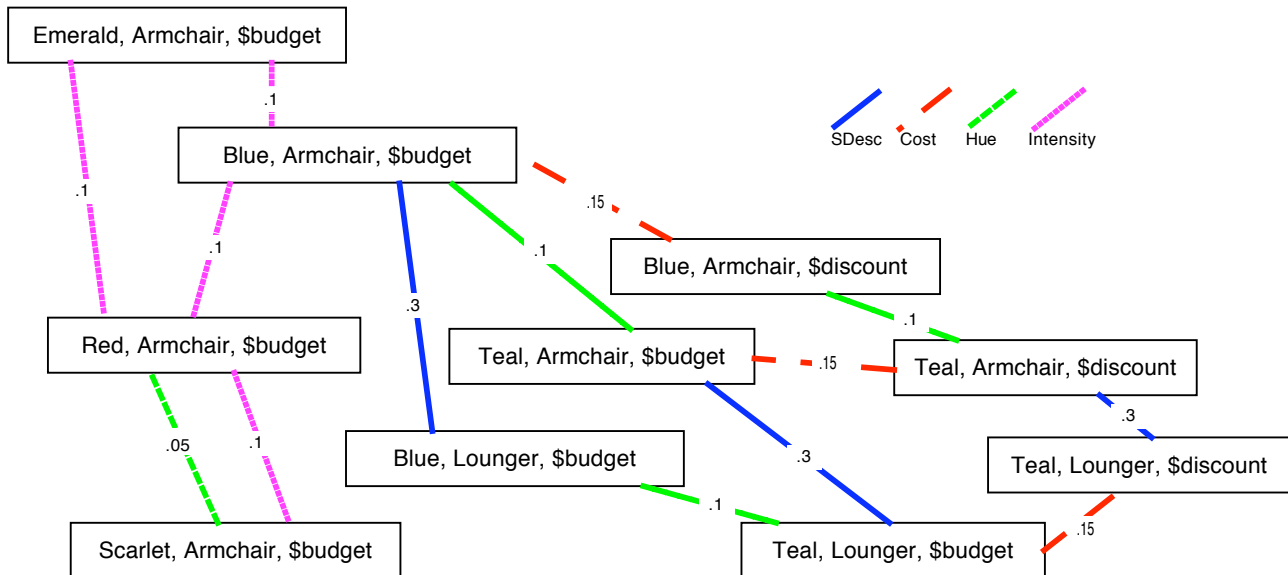 Emerald, Armchair, $budget
.1
SDesc Cost Hue Intensity
Blue, Armchair, $budget
.1
.15
.1
.1
Blue, Armchair, $discount
.3
.1
Red, Armchair, $budget
Teal, Armchair, $budget
.15
Teal, Armchair, $discount
.3
.05
.1
.3
Blue, Lounger, $budget
Teal, Lounger, $discount
.1
.15
Scarlet, Armchair, $budget
Teal, Lounger, $budget